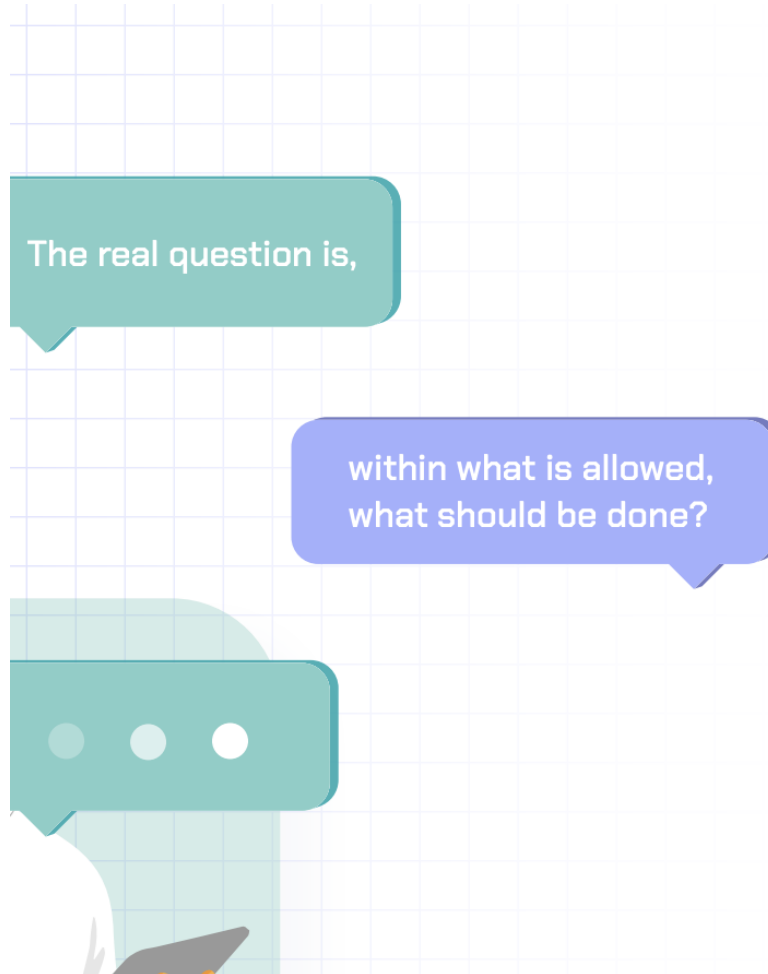 The real question is,
within what is allowed,
what should be done?